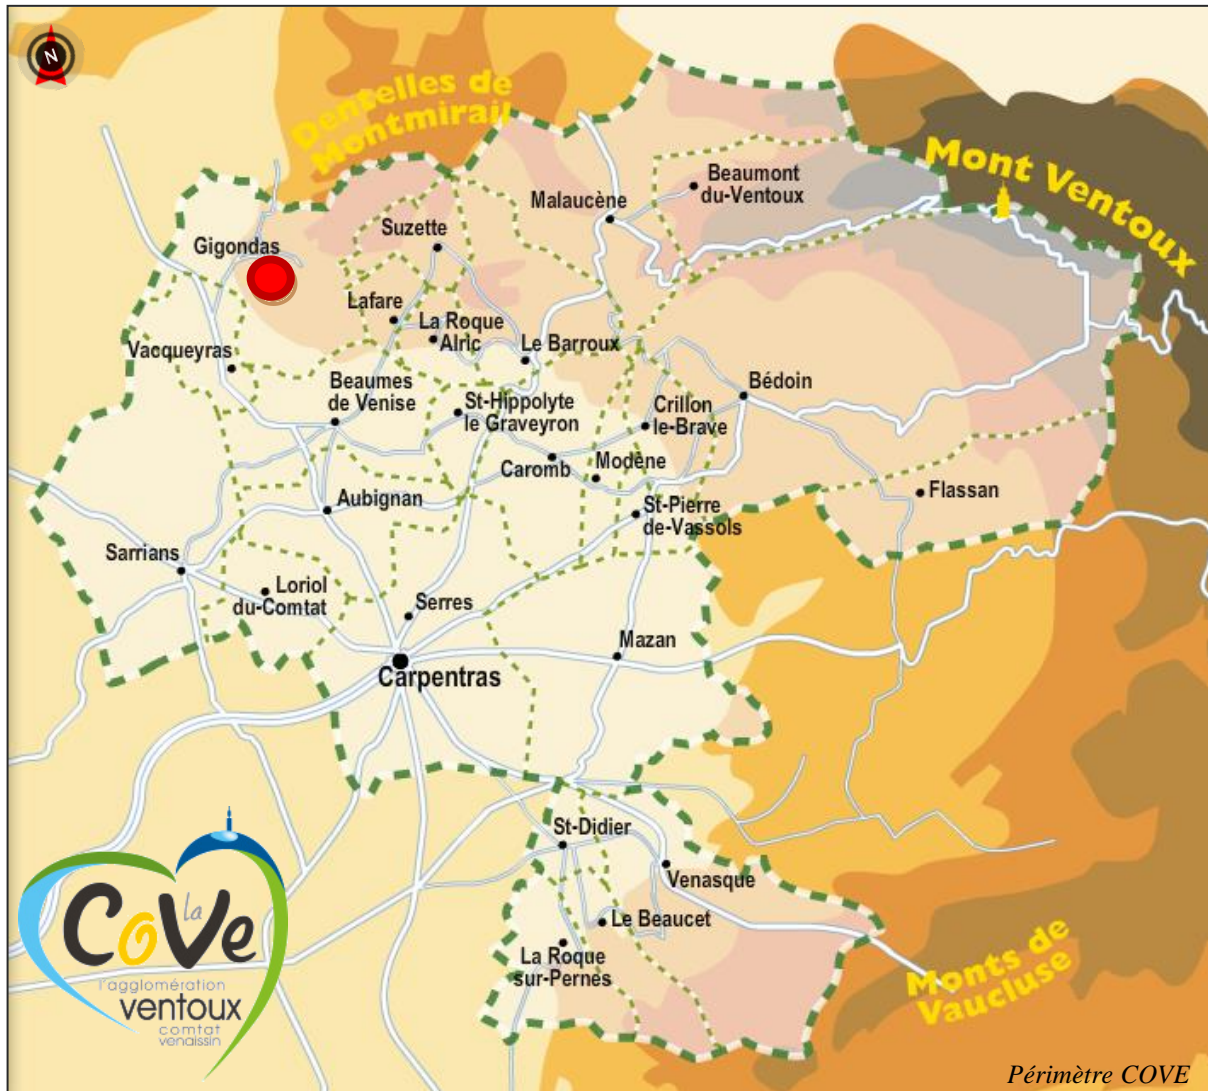 N
Dentelles de
Montmirail
Mont Ventoux
Beaumont
du-Ventoux
Malaucène
Suzette
Gigondas
Lafare
La Roque
Alric
Le Barroux
Vacqueyras
Beaumes
de Venise
St-Hippolyte
le Graveyron
Crillon
le-Brave
Bédoin
Caromb
Modène
Flassan
Aubignan
St-Pierre
de-Vassols
Sarrians
Loriol
du-Comtat
Serres
Mazan
Carpentras
St-Didier
Venasque
Le Beaucet
La Roque
sur-Pernes
Monts de
Vaucluse
la
CoVe
l'agglomération
ventoux
comtat
venaissin
Périmètre COVE